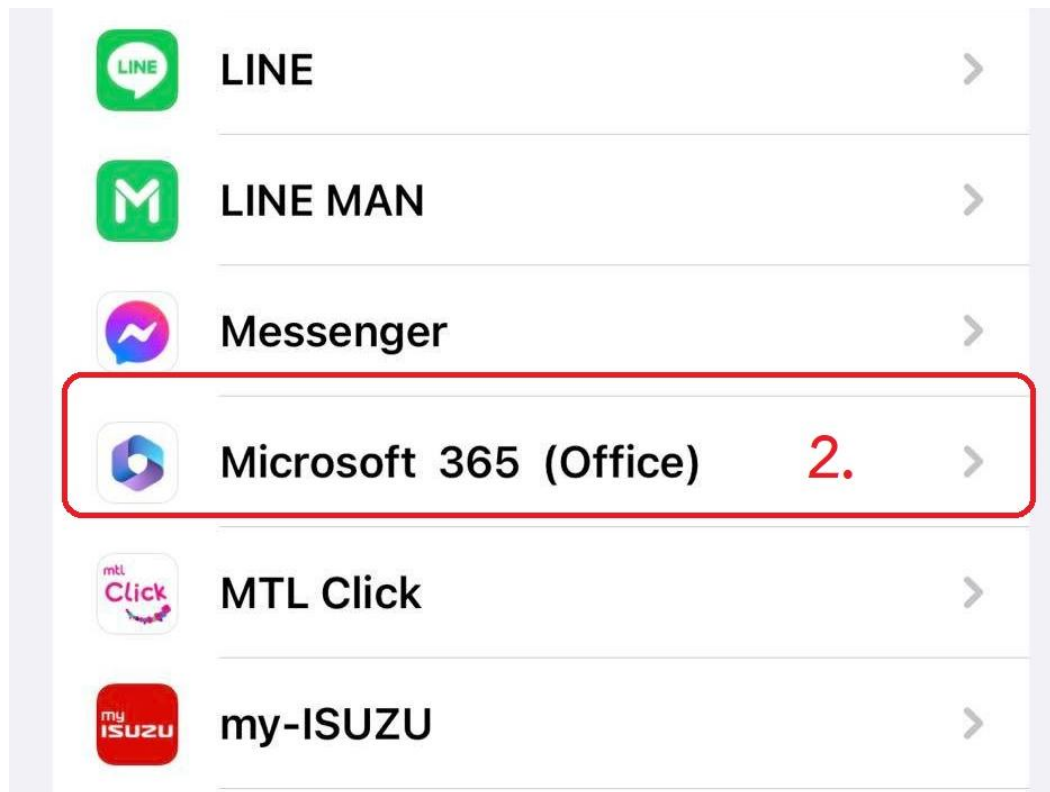 LINE
LINE
LINE MAN
Messenger
Microsoft 365 (Office) 2.
mtl
Click
MTL Click
my
ISUZU
my-ISUZU